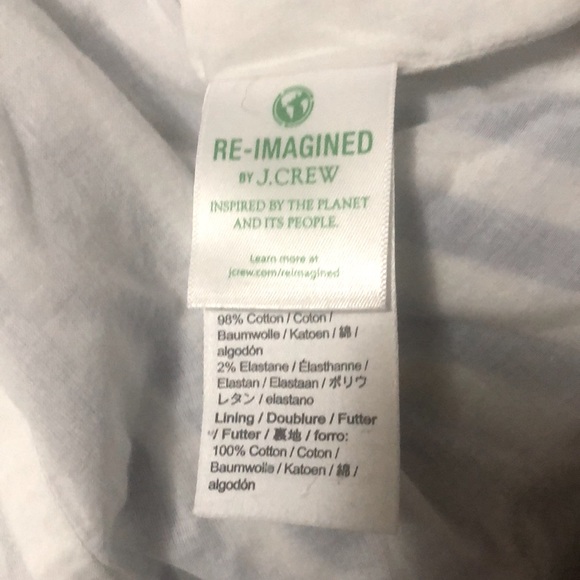 RE-IMAGINED
BY J.CREW
INSPIRED BY THE PLANET
AND ITS PEOPLE.
Learn more at
jcrew.com/reimagined
98% Cotton / Coton /
Baumwolle / Katoen / 綿 /
algodón
2% Elastane / Élasthanne /
Elastan / Elastaan / ポリウ
レタン / elastano
Lining / Doublure / Futter
/ Futter / 裏地 / forro:
100% Cotton / Coton /
Baumwolle / Katoen / 綿 /
algodón